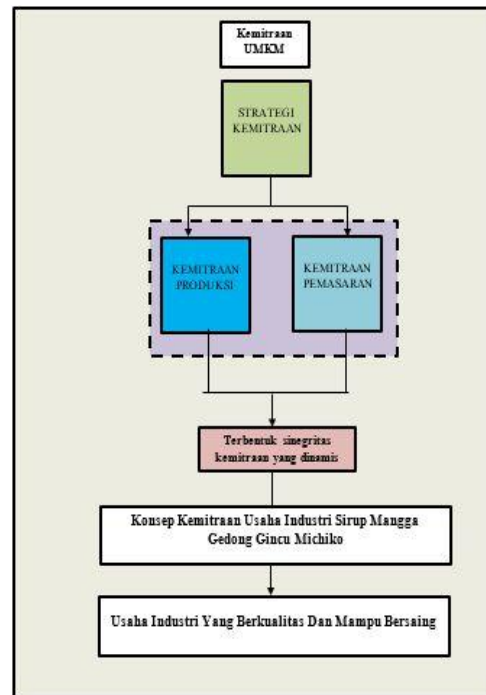 Kemitraan
UMKM
STRATEGI
KEMITRAAN
KEMITRAAN
PRODUKSI
KEMITRAAN
PEMASARAN
Terbentuk sinegritas
kemitraan yang dinamis
Konsep Kemitraan Usaha Industri Sirup Mangga
Gedong Gincu Michiko
Usaha Industri Yang Berkualitas Dan Mampu Bersaing